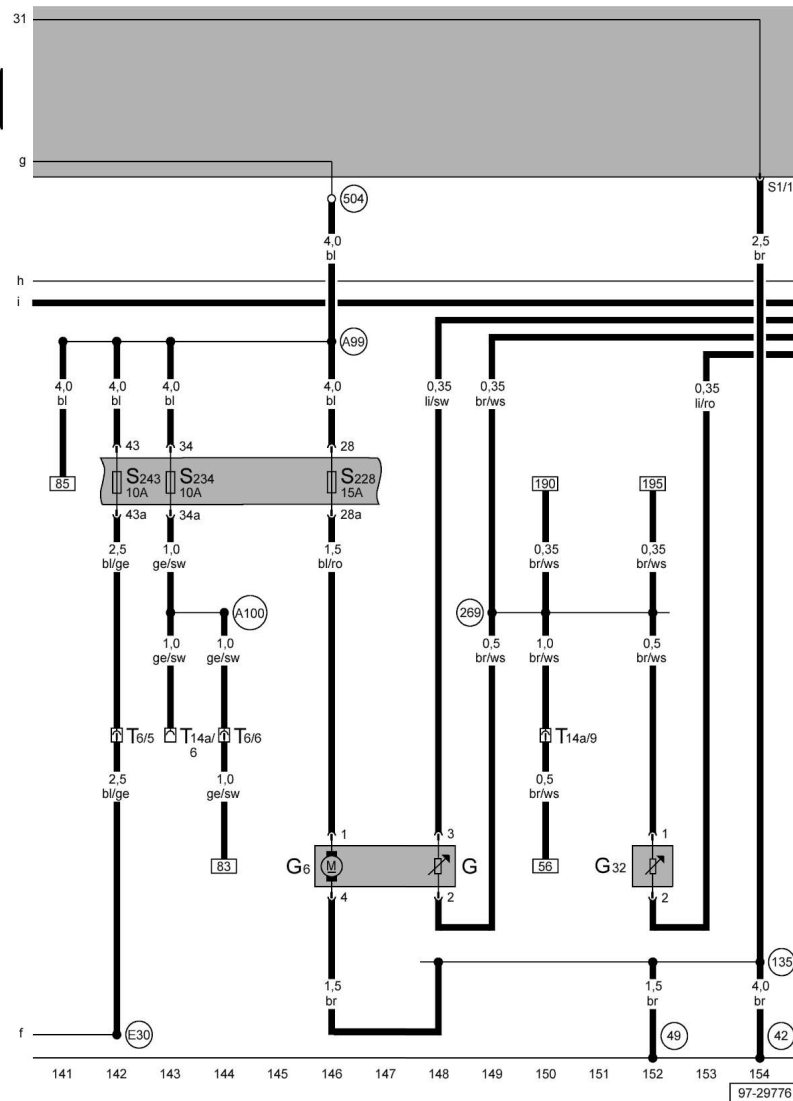 31
g
504
S1/1
4,0
bl
2,5
br
h
i
A99
4,0
bl
4,0
bl
4,0
bl
4,0
bl
0,35
li/sw
0,35
br/ws
0,35
li/ro
43
34
28
85
S243
10A
S234
10A
S228
15A
190
195
43a
34a
28a
2,5
bl/ge
1,0
ge/sw
1,5
bl/ro
0,35
br/ws
0,35
br/ws
A100
269
1,0
ge/sw
1,0
ge/sw
0,5
br/ws
1,0
br/ws
0,5
br/ws
T6/5
T14a/
6
T6/6
T14a/9
2,5
bl/ge
1,0
ge/sw
0,5
br/ws
1
3
1
83
G6
M
G
56
G32
4
2
2
135
1,5
br
1,5
br
4,0
br
f
E30
49
42
141 142 143 144 145 146 147 148 149 150 151 152 153 154
97-29776